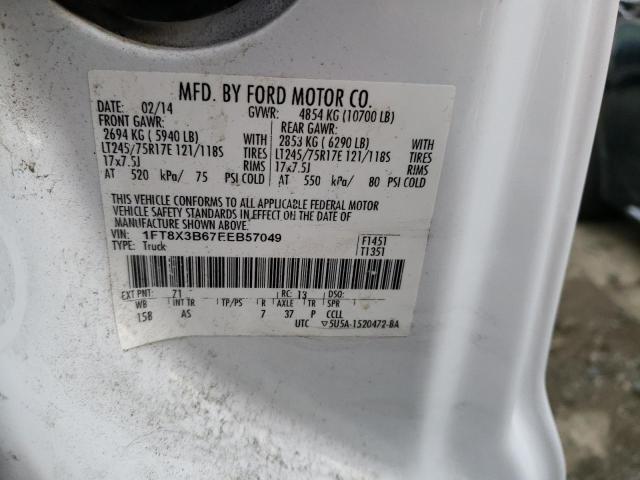 MFD. BY FORD MOTOR CO.
DATE: 02/14 GVWR: 4854 KG (10700 LB)
FRONT GAWR: REAR GAWR:
2694 KG ( 5940 LB) WITH 2853 KG ( 6290 LB) WITH
LT245/75R17E 121/118S TIRES LT245/75R17E 121/118S TIRES
17x7.5J RIMS 17x7.5J RIMS
AT 520 kPa/ 75 PSI COLD AT 550 kPa/ 80 PSI COLD
THIS VEHICLE CONFORMS TO ALL APPLICABLE FEDERAL MOTOR
VEHICLE SAFETY STANDARDS IN EFFECT ON THE DATE OF
MANUFACTURE SHOWN ABOVE.
VIN: 1FT8X3B67EEB57049 F1451
TYPE: Truck T1351
EXT PNT: Z1 RC: 13 DSO:
WB INT TR TP/PS R AXLE TR SPR
158 AS 7 37 P CCLL
UTC ▽5U5A-1520472-BA